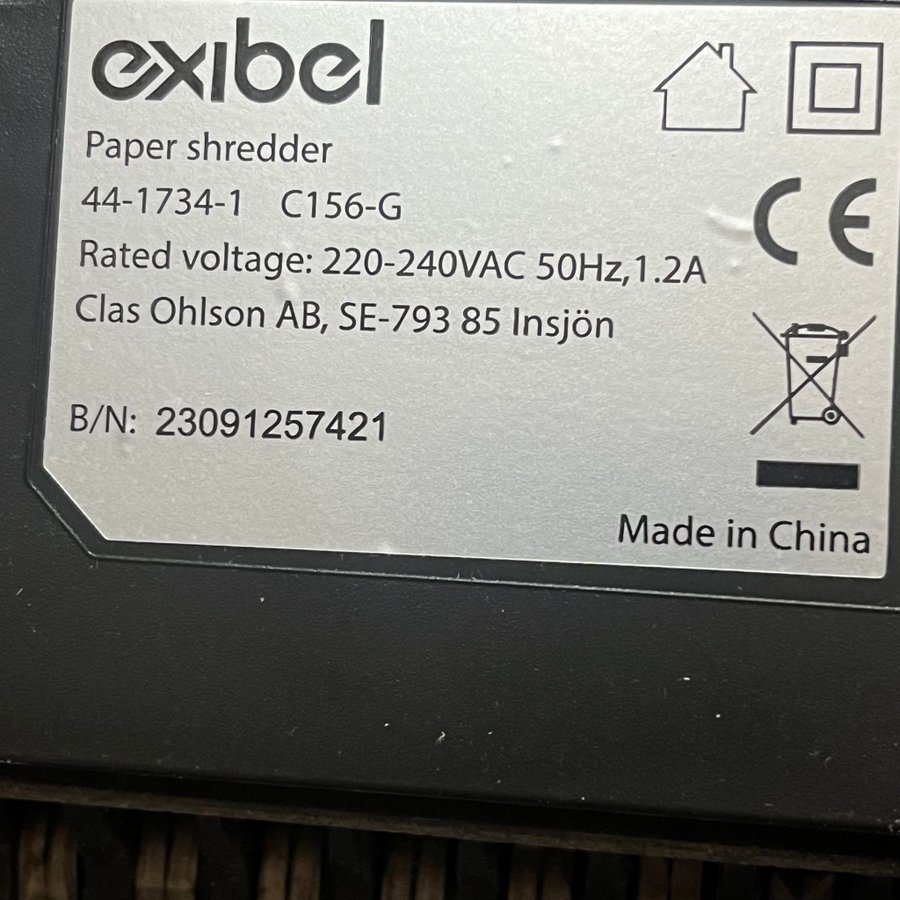 exibel
Paper shredder
44-1734-1 C156-G
Rated voltage: 220-240VAC 50Hz,1.2A
Clas Ohlson AB, SE-793 85 Insjön
B/N: 23091257421
CE
Made in China